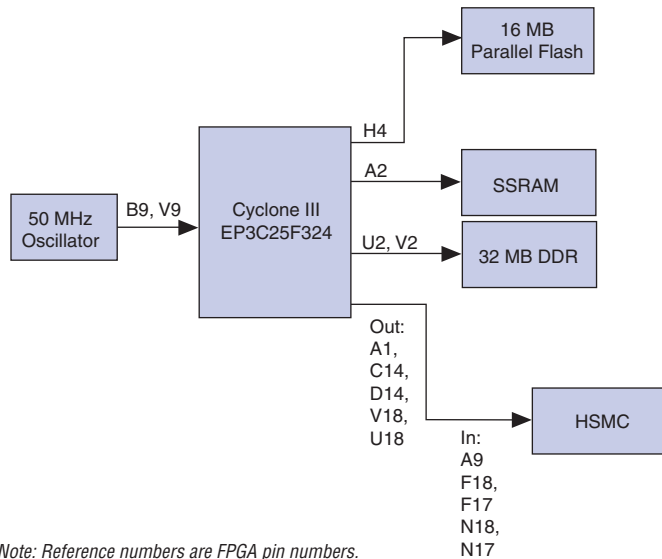 16 MB
Parallel Flash
H4
A2
SSRAM
50 MHz
Oscillator
B9, V9
Cyclone III
EP3C25F324
U2, V2
32 MB DDR
Out:
A1,
C14,
D14,
V18,
U18
HSMC
In:
A9
F18,
F17
N18,
N17
Note: Reference numbers are FPGA pin numbers.